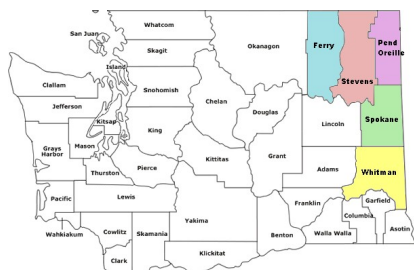 Whatcom
San Juan
Skagit
Okanogan
Ferry
Pend
Oreille
Stevens
Island
Clallam
Snohomish
Chelan
Jefferson
Douglas
Kitsap
King
Lincoln
Spokane
Grays
Harbor
Mason
Kittitas
Grant
Adams
Thurston
Pierce
Whitman
Pacific
Lewis
Yakima
Franklin
Garfield
Columbia
Wahkiakum
Cowlitz
Skamania
Benton
Walla Walla
Asotin
Klickitat
Clark